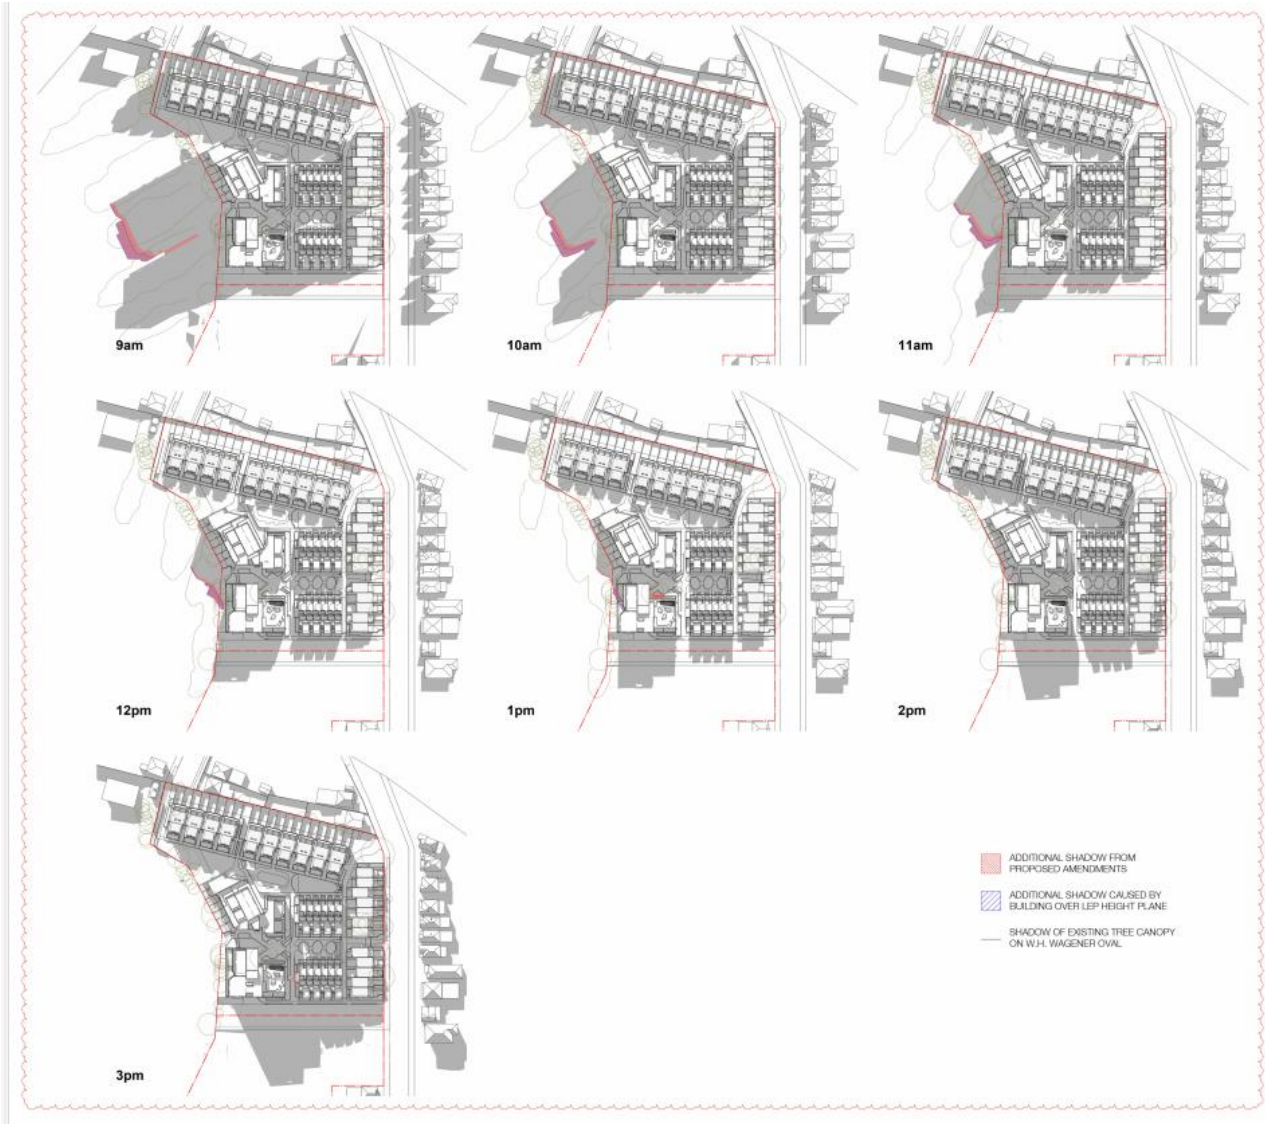 9am
10am
11am
12pm
1pm
2pm
3pm
ADDITIONAL SHADOW FROM
PROPOSED AMENDMENTS
ADDITIONAL SHADOW CAUSED BY
BUILDING OVER LEP HEIGHT PLANE
SHADOW OF EXISTING TREE CANOPY
ON W.H. WAGENER OVAL